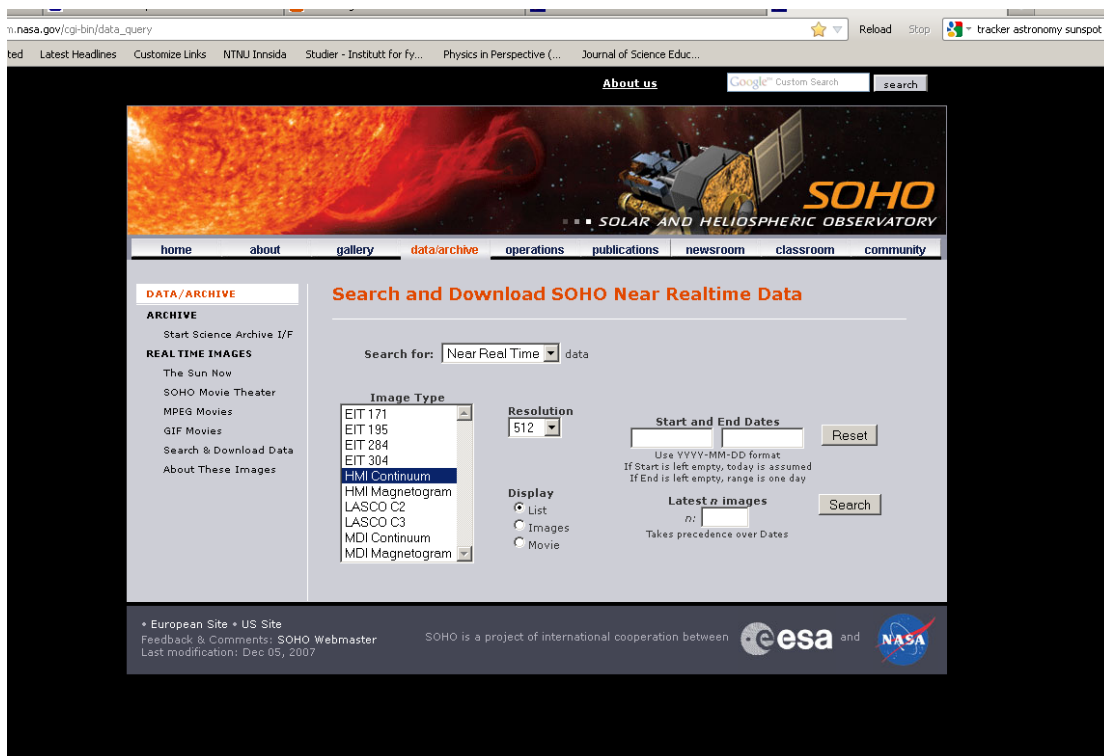 m.nasa.gov/cgi-bin/data_query
Reload Stop
tracker astronomy sunspot
ted Latest Headlines Customize Links NTNU Innsida Studier - Institutt for fy... Physics in Perspective (... Journal of Science Educ...
About us
Google™ Custom Search
search
SOHO
SOLAR AND HELIOSPHERIC OBSERVATORY
home about gallery data/archive operations publications newsroom classroom community
DATA/ARCHIVE
ARCHIVE
Start Science Archive I/F
REAL TIME IMAGES
The Sun Now
SOHO Movie Theater
MPEG Movies
GIF Movies
Search & Download Data
About These Images
Search and Download SOHO Near Realtime Data
Search for: Near Real Time data
Image Type
EIT 171
EIT 195
EIT 284
EIT 304
HMI Continuum
HMI Magnetogram
LASCO C2
LASCO C3
MDI Continuum
MDI Magnetogram
Resolution
512
Display
List
Images
Movie
Start and End Dates
Reset
Use YYYY-MM-DD format
If Start is left empty, today is assumed
If End is left empty, range is one day
Latest n images
n:
Search
Takes precedence over Dates
• European Site • US Site
Feedback & Comments: SOHO Webmaster
Last modification: Dec 05, 2007
SOHO is a project of international cooperation between
esa
and
NASA